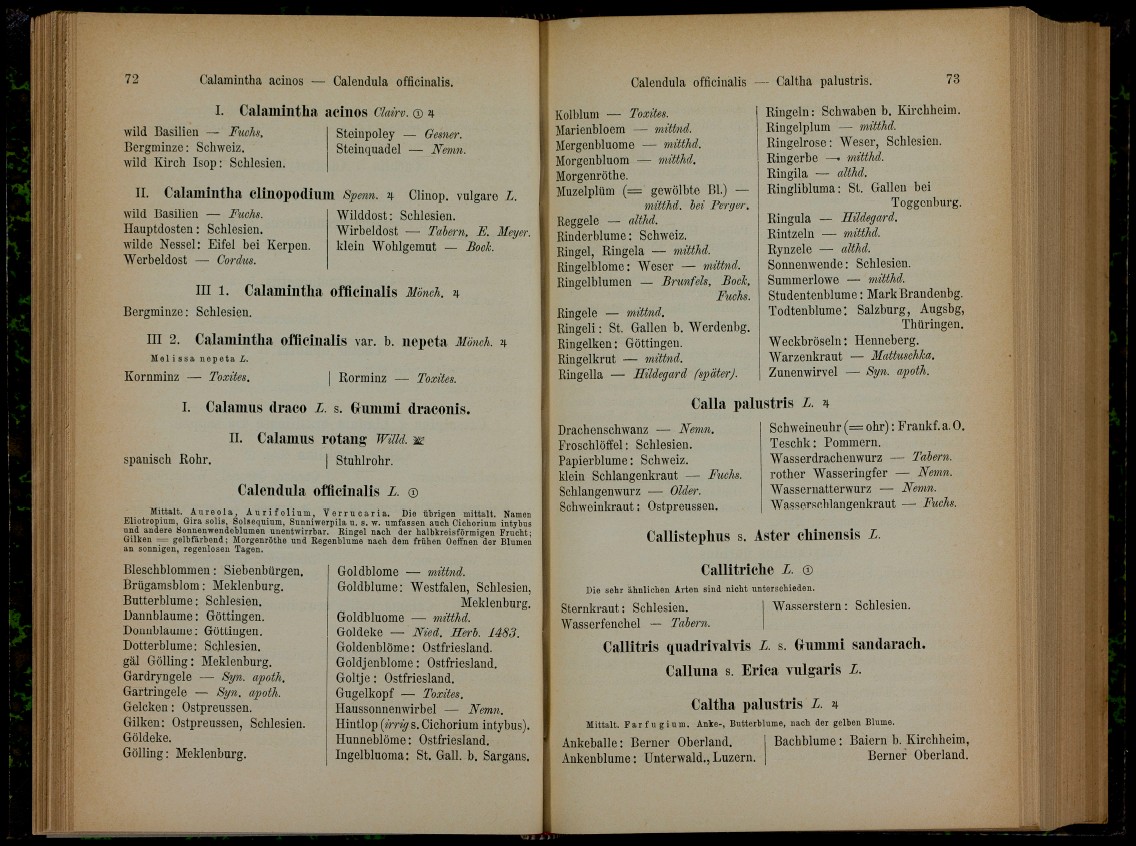 72 Calamintha acinos — Calendula officinalis.
I. Calamintha acinos Clairv. ① ♃
wild Basilien — Fuchs.
Bergminze: Schweiz.
wild Kirch Isop: Schlesien.
Steinpoley — Gesner.
Steinquadel — Nemn.
II. Calamintha clinopodium Spenn. ♃ Clinop. vulgare L.
wild Basilien — Fuchs.
Hauptdosten: Schlesien.
wilde Nessel: Eifel bei Kerpen.
Werbeldost — Cordus.
Wilddost: Schlesien.
Wirbeldost — Tabern. E. Meyer.
klein Wohlgemut — Bock.
III 1. Calamintha officinalis Mönch. ♃
Bergminze: Schlesien.
III 2. Calamintha officinalis var. b. nepeta Mönch. ♃
Melissa nepeta L.
Kornminz — Toxites.
Rorminz — Toxites.
I. Calamus draco L. s. Gummi draconis.
II. Calamus rotang Willd.
spanisch Rohr.
Stuhlrohr.
Calendula officinalis L. ①
Mittalt. Aureola, Aurifolium, Verrucaria. Die übrigen mittalt. Namen
Eliotropium, Gira solis, Solsequium, Sunniwerpila u. s. w. umfassen auch Cichorium intybus
und andere Sonnenwendeblumen unentwirrbar. Ringel nach der halbkreisförmigen Frucht;
Gilken = gelbfärbend; Morgenröthe und Regenblume nach dem frühen Oeffnen der Blumen
an sonnigen, regenlosen Tagen.
Bleschblommen: Siebenbürgen.
Brügamsblom: Meklenburg.
Butterblume: Schlesien.
Dannblaume: Göttingen.
Donnblaume: Göttingen.
Dotterblume: Schlesien.
gäl Gölling: Meklenburg.
Gardryngele — Syn. apoth.
Gartringele — Syn. apoth.
Gelcken: Ostpreussen.
Gilken: Ostpreussen, Schlesien.
Göldeke.
Gölling: Meklenburg.
Goldblome — mittnd.
Goldblume: Westfalen, Schlesien,
Meklenburg.
Goldbluome — mitthd.
Goldeke — Nied. Herb. 1483.
Goldenblöme: Ostfriesland.
Goldjenblome: Ostfriesland.
Goltje: Ostfriesland.
Gugelkopf — Toxites.
Haussonnenwirbel — Nemn.
Hintlop (irrig s. Cichorium intybus).
Hunneblöme: Ostfriesland.
Ingelbluoma: St. Gall. b. Sargans.
Calendula officinalis — Caltha palustris. 73
Kolblum — Toxites.
Marienbloem — mittnd.
Mergenbluome — mitthd.
Morgenbluom — mitthd.
Morgenröthe.
Muzelplüm (= gewölbte Bl.) —
mitthd. bei Perger.
Reggele — althd.
Rinderblume: Schweiz.
Ringel, Ringela — mitthd.
Ringelblome: Weser — mittnd.
Ringelblumen — Brunfels, Bock,
Fuchs.
Ringele — mittnd.
Ringeli: St. Gallen b. Werdenbg.
Ringelken: Göttingen.
Ringelkrut — mittnd.
Ringella — Hildegard (später).
Ringeln: Schwaben b. Kirchheim.
Ringelplum — mitthd.
Ringelrose: Weser, Schlesien.
Ringerbe — mitthd.
Ringila — althd.
Ringlibluma: St. Gallen bei
Toggenburg.
Ringula — Hildegard.
Rintzeln — mitthd.
Rynzele — althd.
Sonnenwende: Schlesien.
Summerlowe — mitthd.
Studentenblume: Mark Brandenbg.
Todtenblume: Salzburg, Augsbg,
Thüringen.
Weckbröseln: Henneberg.
Warzenkraut — Mattuschka.
Zunenwirvel — Syn. apoth.
Calla palustris L. ♃
Drachenschwanz — Nemn.
Froschlöffel: Schlesien.
Papierblume: Schweiz.
klein Schlangenkraut — Fuchs.
Schlangenwurz — Older.
Schweinkraut: Ostpreussen.
Schweineuhr (= ohr): Frankf. a. O.
Teschk: Pommern.
Wasserdrachenwurz — Tabern.
rother Wasseringfer — Nemn.
Wassernatterwurz — Nemn.
Wasserschlangenkraut — Fuchs.
Callistephus s. Aster chinensis L.
Callitriche L. ①
Die sehr ähnlichen Arten sind nicht unterschieden.
Sternkraut: Schlesien.
Wasserfenchel — Tabern.
Wasserstern: Schlesien.
Callitris quadrivalvis L. s. Gummi sandarach.
Calluna s. Erica vulgaris L.
Caltha palustris L. ♃
Mittalt. Farfugium. Anke-, Butterblume, nach der gelben Blume.
Ankeballe: Berner Oberland.
Ankenblume: Unterwald., Luzern.
Bachblume: Baiern b. Kirchheim,
Berner Oberland.